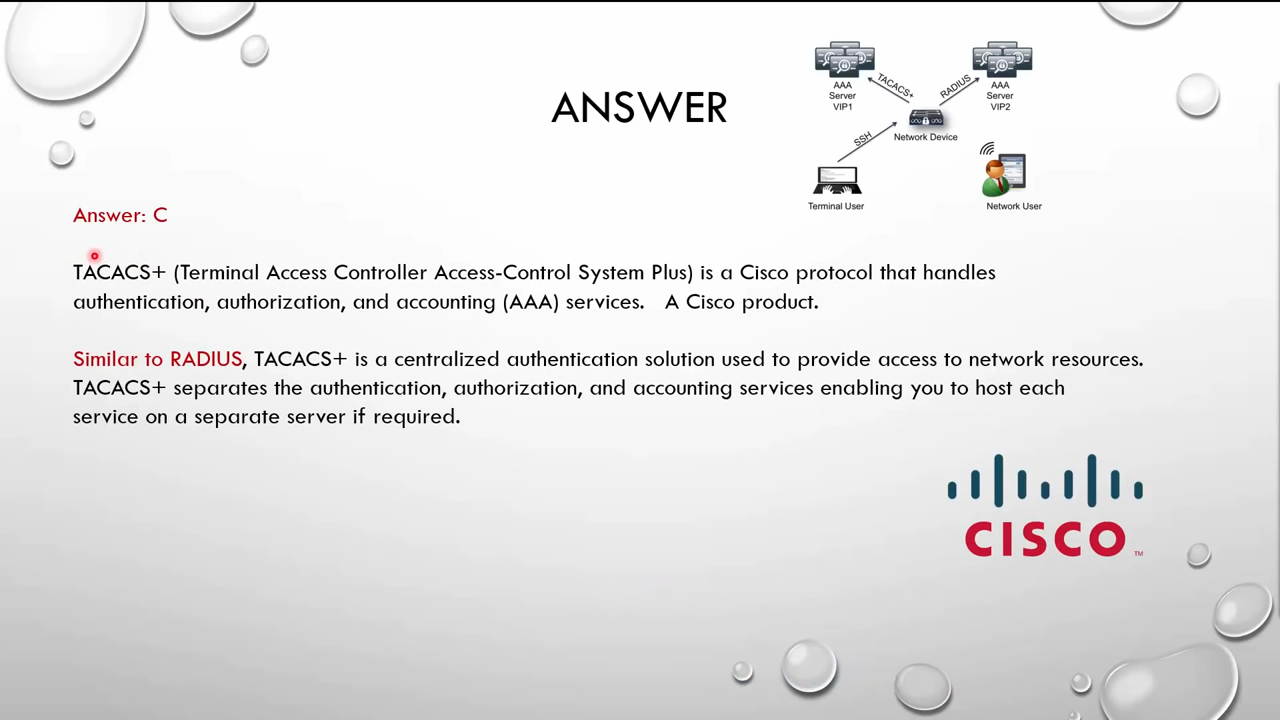 ANSWER
AAA
Server
VIP1
TACACS+
RADIUS
AAA
Server
VIP2
Network Device
SSH
Terminal User
Network User
Answer: C
TACACS+ (Terminal Access Controller Access-Control System Plus) is a Cisco protocol that handles
authentication, authorization, and accounting (AAA) services. A Cisco product.
Similar to RADIUS, TACACS+ is a centralized authentication solution used to provide access to network resources.
TACACS+ separates the authentication, authorization, and accounting services enabling you to host each
service on a separate server if required.
CISCO
TM